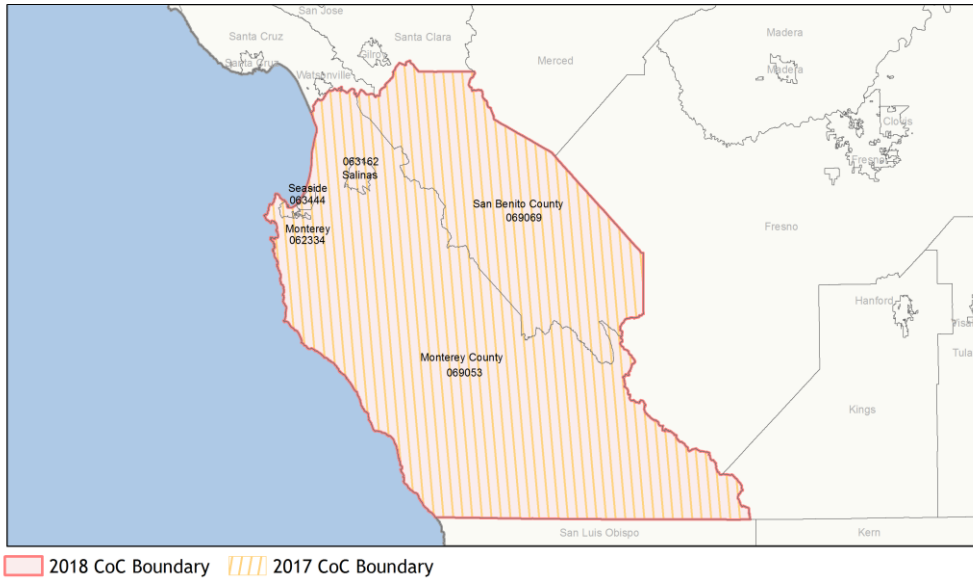 San Jose
Santa Cruz
Santa Clara
Santa Cruz
Gilroy
Watsonville
Merced
Madera
Madera
Clovis
Fresno
063162
Salinas
Seaside
063444
Monterey
062334
San Benito County
069069
Fresno
Hanford
Visa
Tula
Monterey County
069053
Kings
San Luis Obispo
Kern
2018 CoC Boundary
2017 CoC Boundary